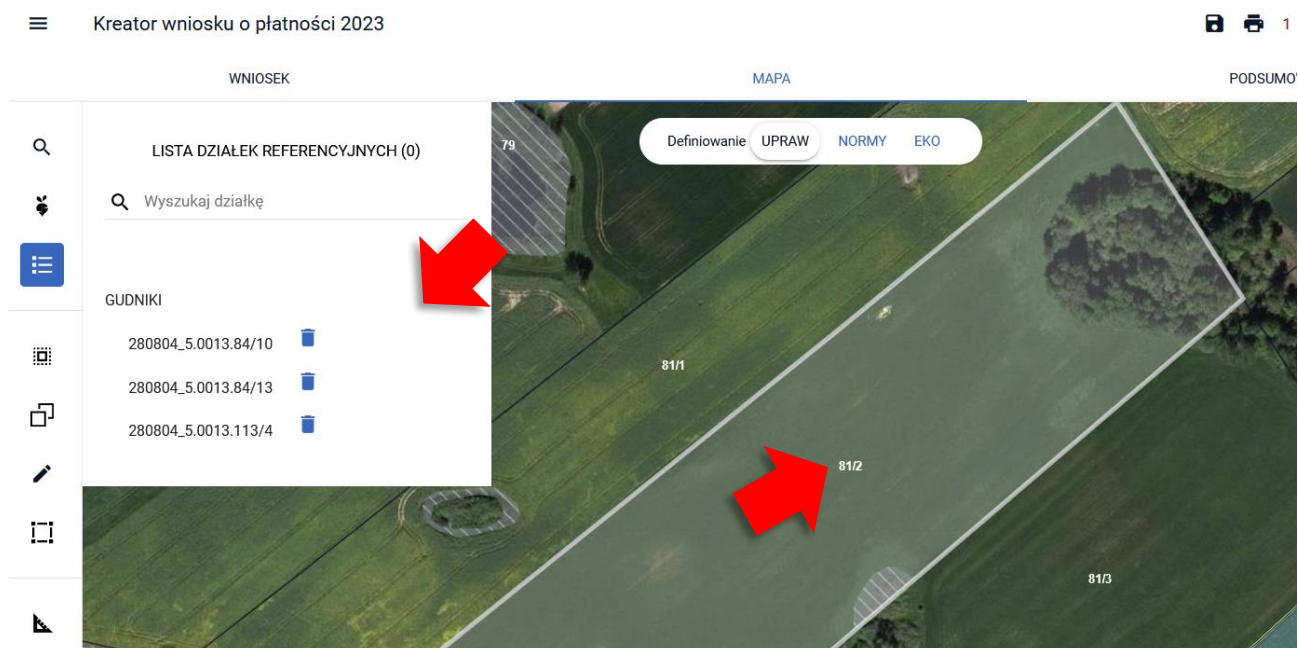 Kreator wniosku o płatności 2023
1
WNIOSEK
MAPA
PODSUMO
LISTA DZIAŁEK REFERENCYJNYCH (0)
Wyszukaj działkę
Definiowanie UPRAW NORMY EKO
79
GUDNIKI
280804_5.0013.84/10
280804_5.0013.84/13
280804_5.0013.113/4
81/1
81/2
81/3